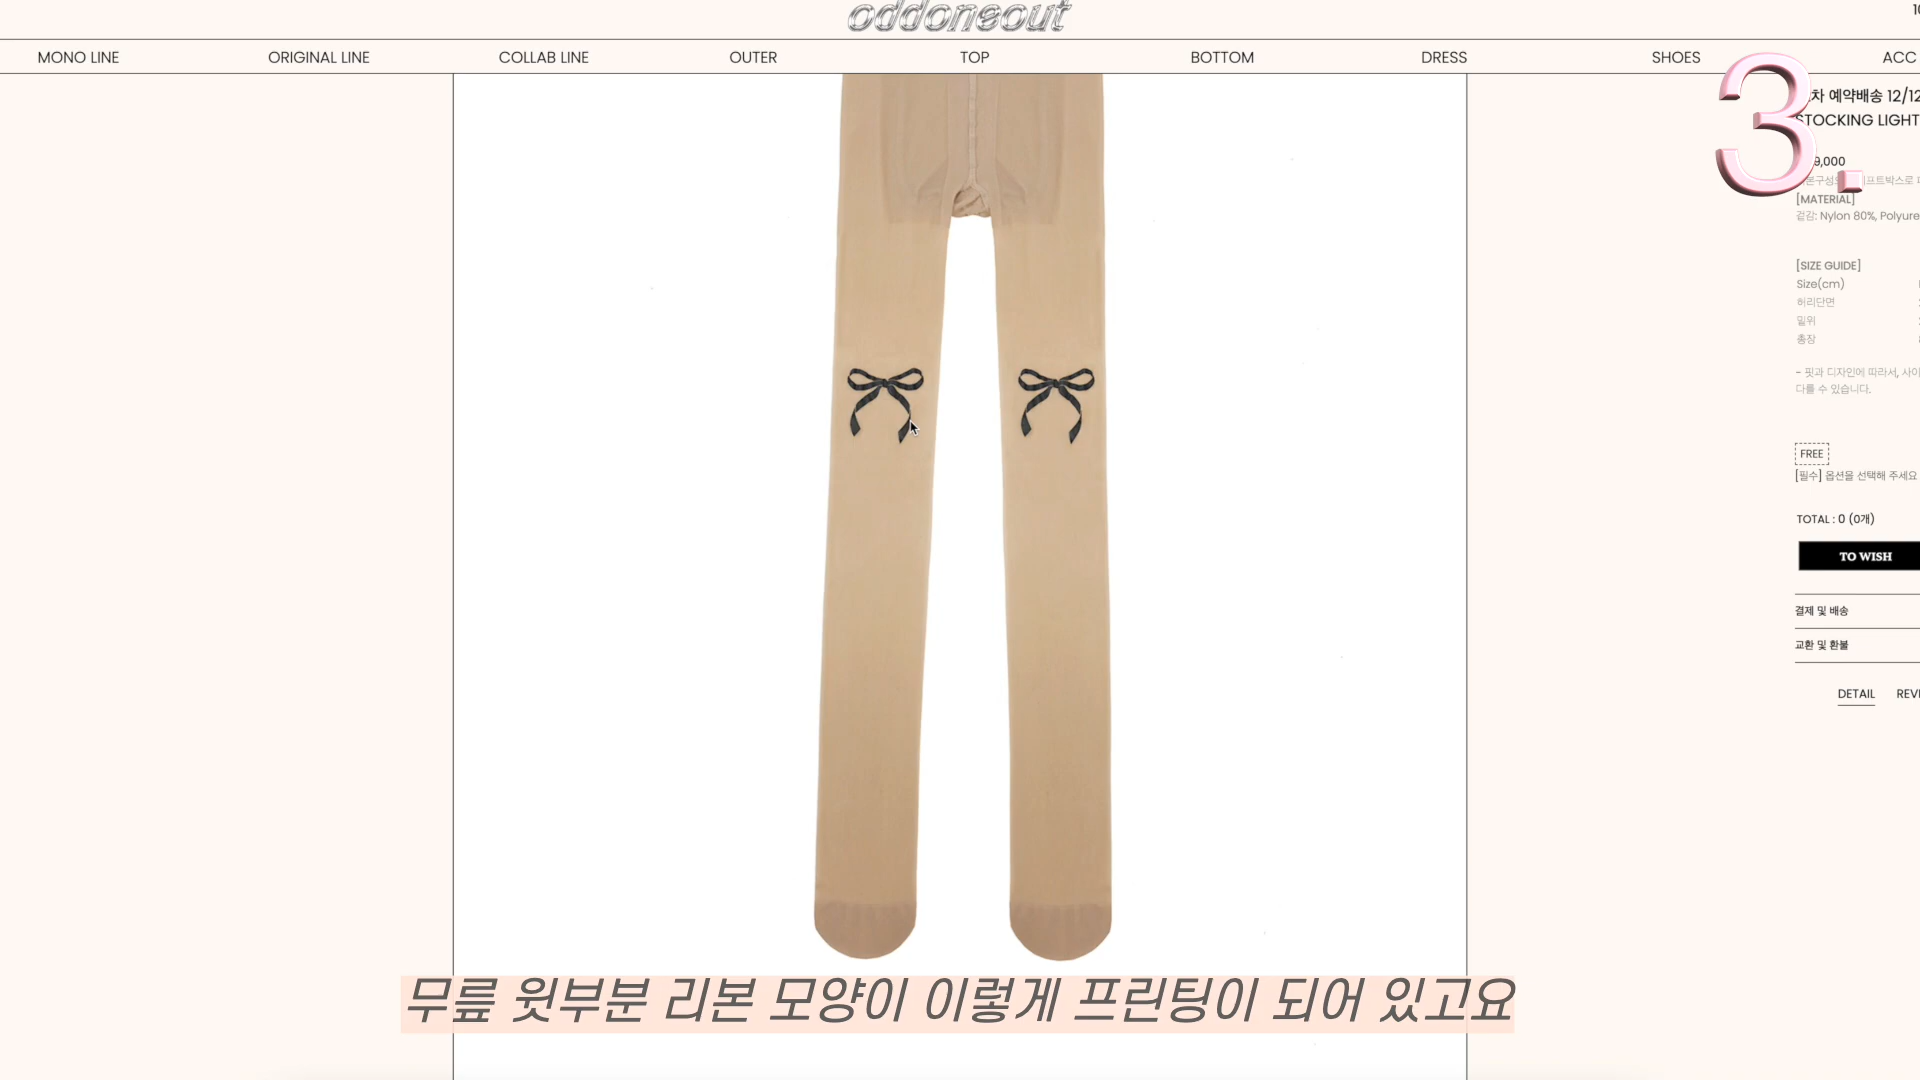 oddoneout
MONO LINE
ORIGINAL LINE
COLLAB LINE
OUTER
TOP
BOTTOM
DRESS
SHOES
ACC
3.
차 예약배송 12/12
STOCKING LIGHT
9,000
[MATERIAL]
겉감: Nylon 80%, Polyure
[SIZE GUIDE]
Size(cm)
허리단면
밑위
총장
- 핏과 디자인에 따라서, 사이
다를 수 있습니다.
FREE
[필수] 옵션을 선택해 주세요
TOTAL : 0 (0개)
TO WISH
결제 및 배송
교환 및 환불
DETAIL
REVI
무릎 윗부분 리본 모양이 이렇게 프린팅이 되어 있고요